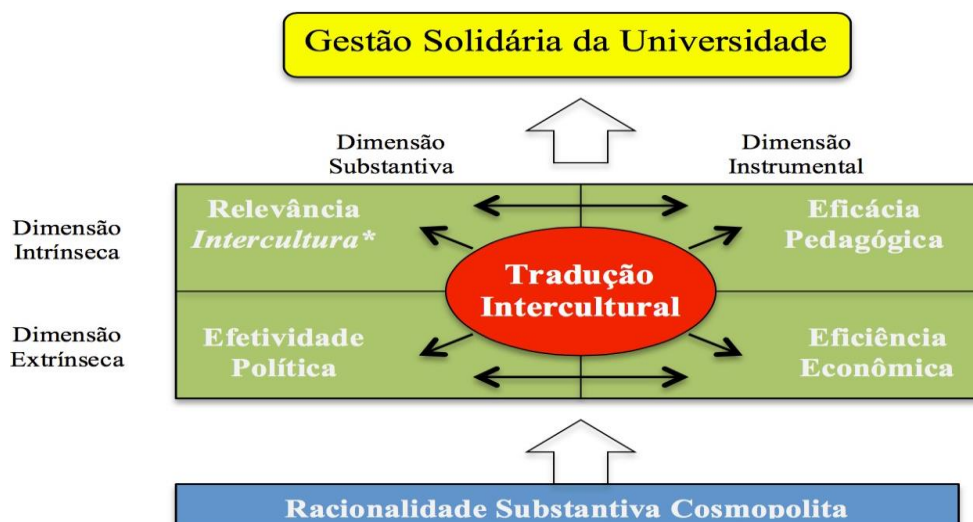 Gestão Solidária da Universidade
Dimensão
Substantiva
Dimensão
Instrumental
Dimensão
Intrínseca
Relevância
Intercultura*
Eficácia
Pedagógica
Tradução
Intercultural
Dimensão
Extrínseca
Efetividade
Política
Eficiência
Econômica
Racionalidade Substantiva Cosmopolita